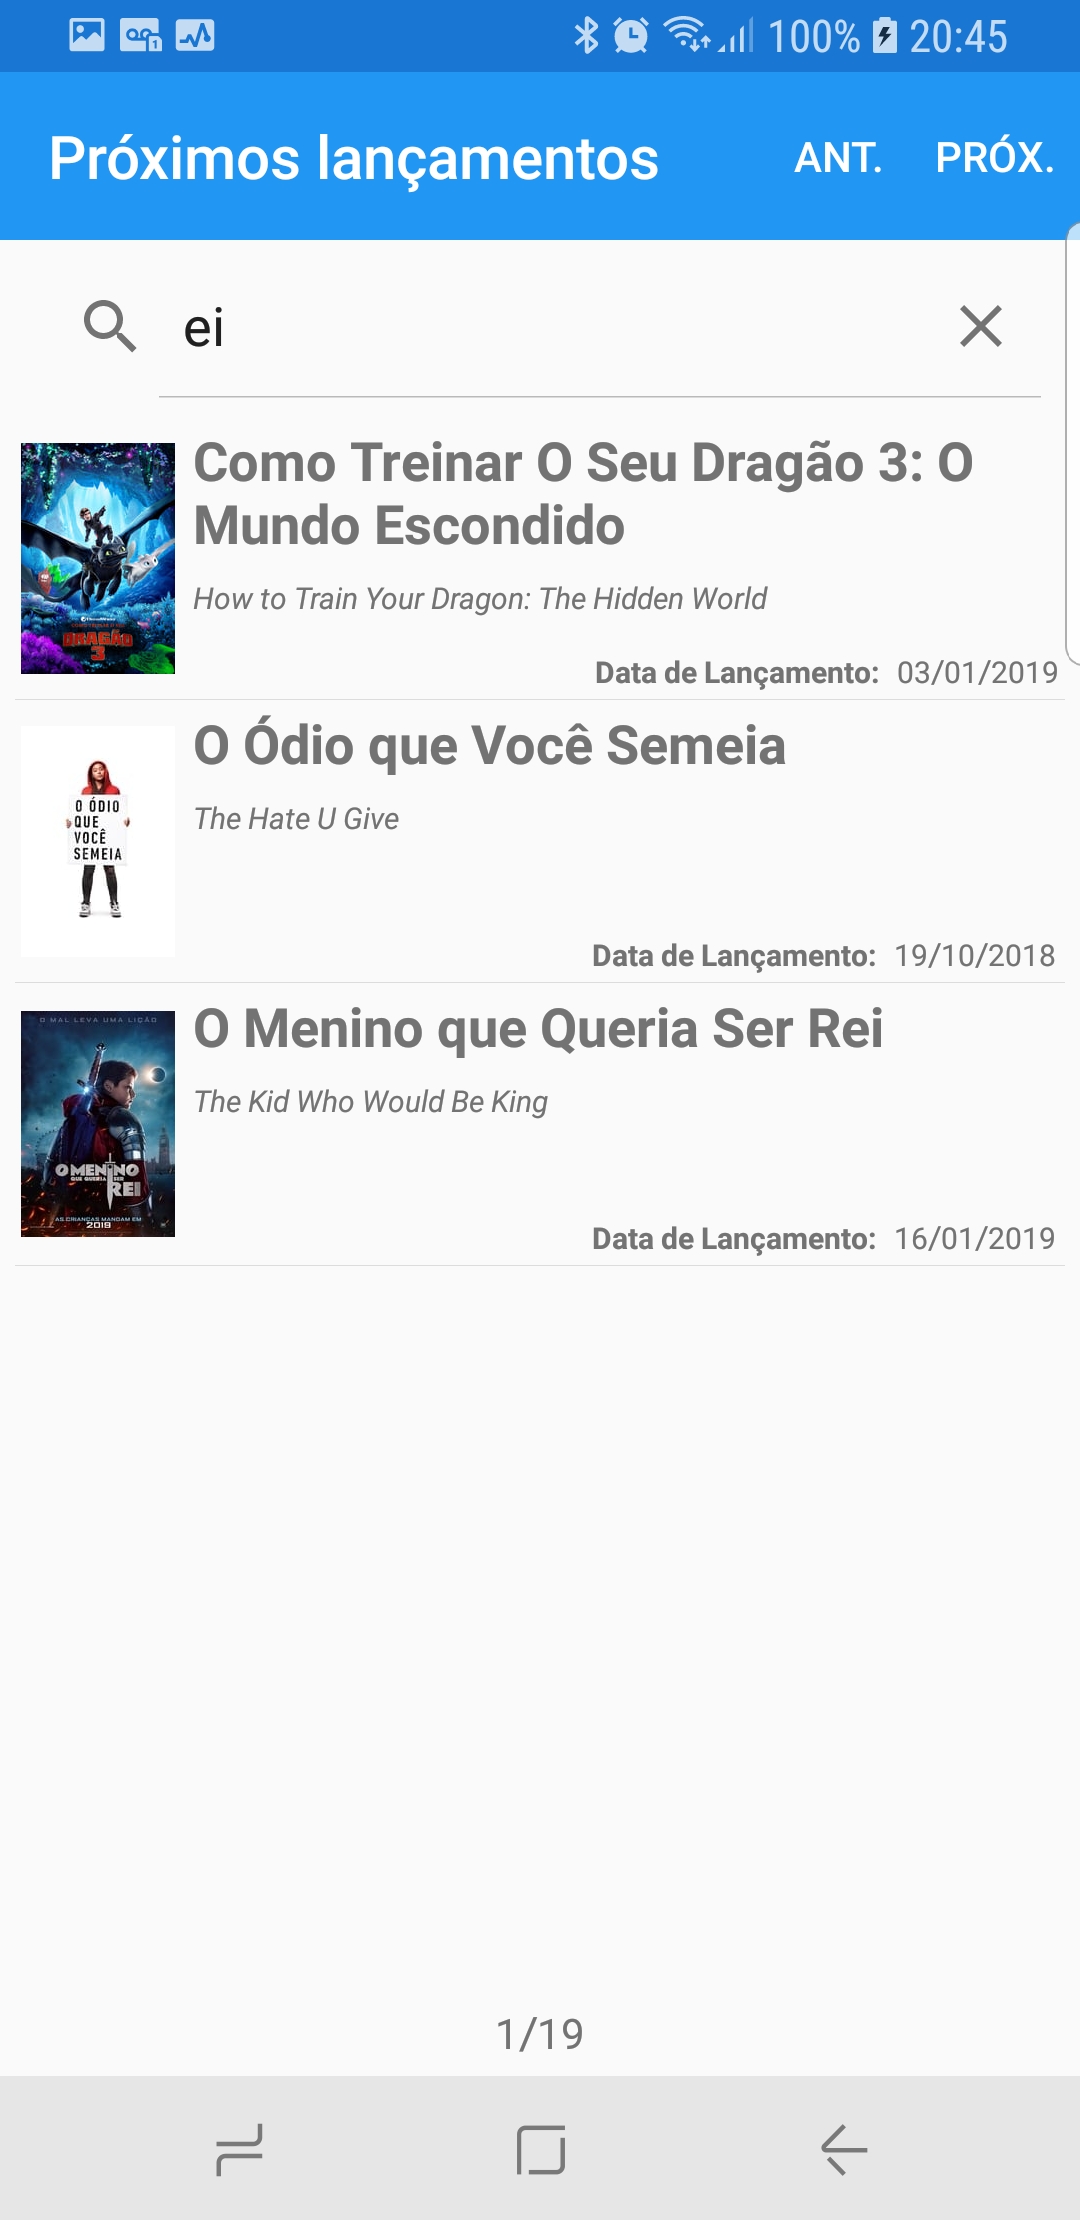 100% 20:45
Próximos lançamentos ANT. PRÓX.
ei
Como Treinar O Seu Dragão 3: O
Mundo Escondido
How to Train Your Dragon: The Hidden World
DRAGÃO
3
Data de Lançamento: 03/01/2019
O Ódio que Você Semeia
The Hate U Give
O ÓDIO
QUE
VOCÊ
SEMEIA
Data de Lançamento: 19/10/2018
O MAL LEVA UMA LIÇÃO
O Menino que Queria Ser Rei
The Kid Who Would Be King
O MENINO
QUE QUERIA SER
REI
AS CRIANÇAS MANDAM EM
2019
Data de Lançamento: 16/01/2019
1/19